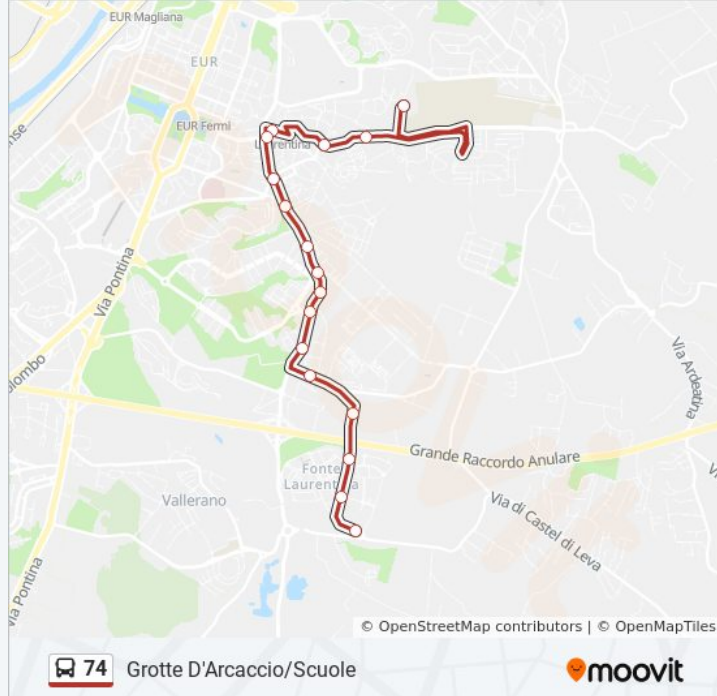 EUR Magliana
EUR
EUR Fermi
Laurentina
Via Pontina
Via Ardeatina
Grande Raccordo Anulare
Fonte
Laurentina
Vallerano
Via di Castel di Leva
Via Pontina
© OpenStreetMap contributors | © OpenMapTiles
74 Grotte D'Arcaccio/Scuole
moovit